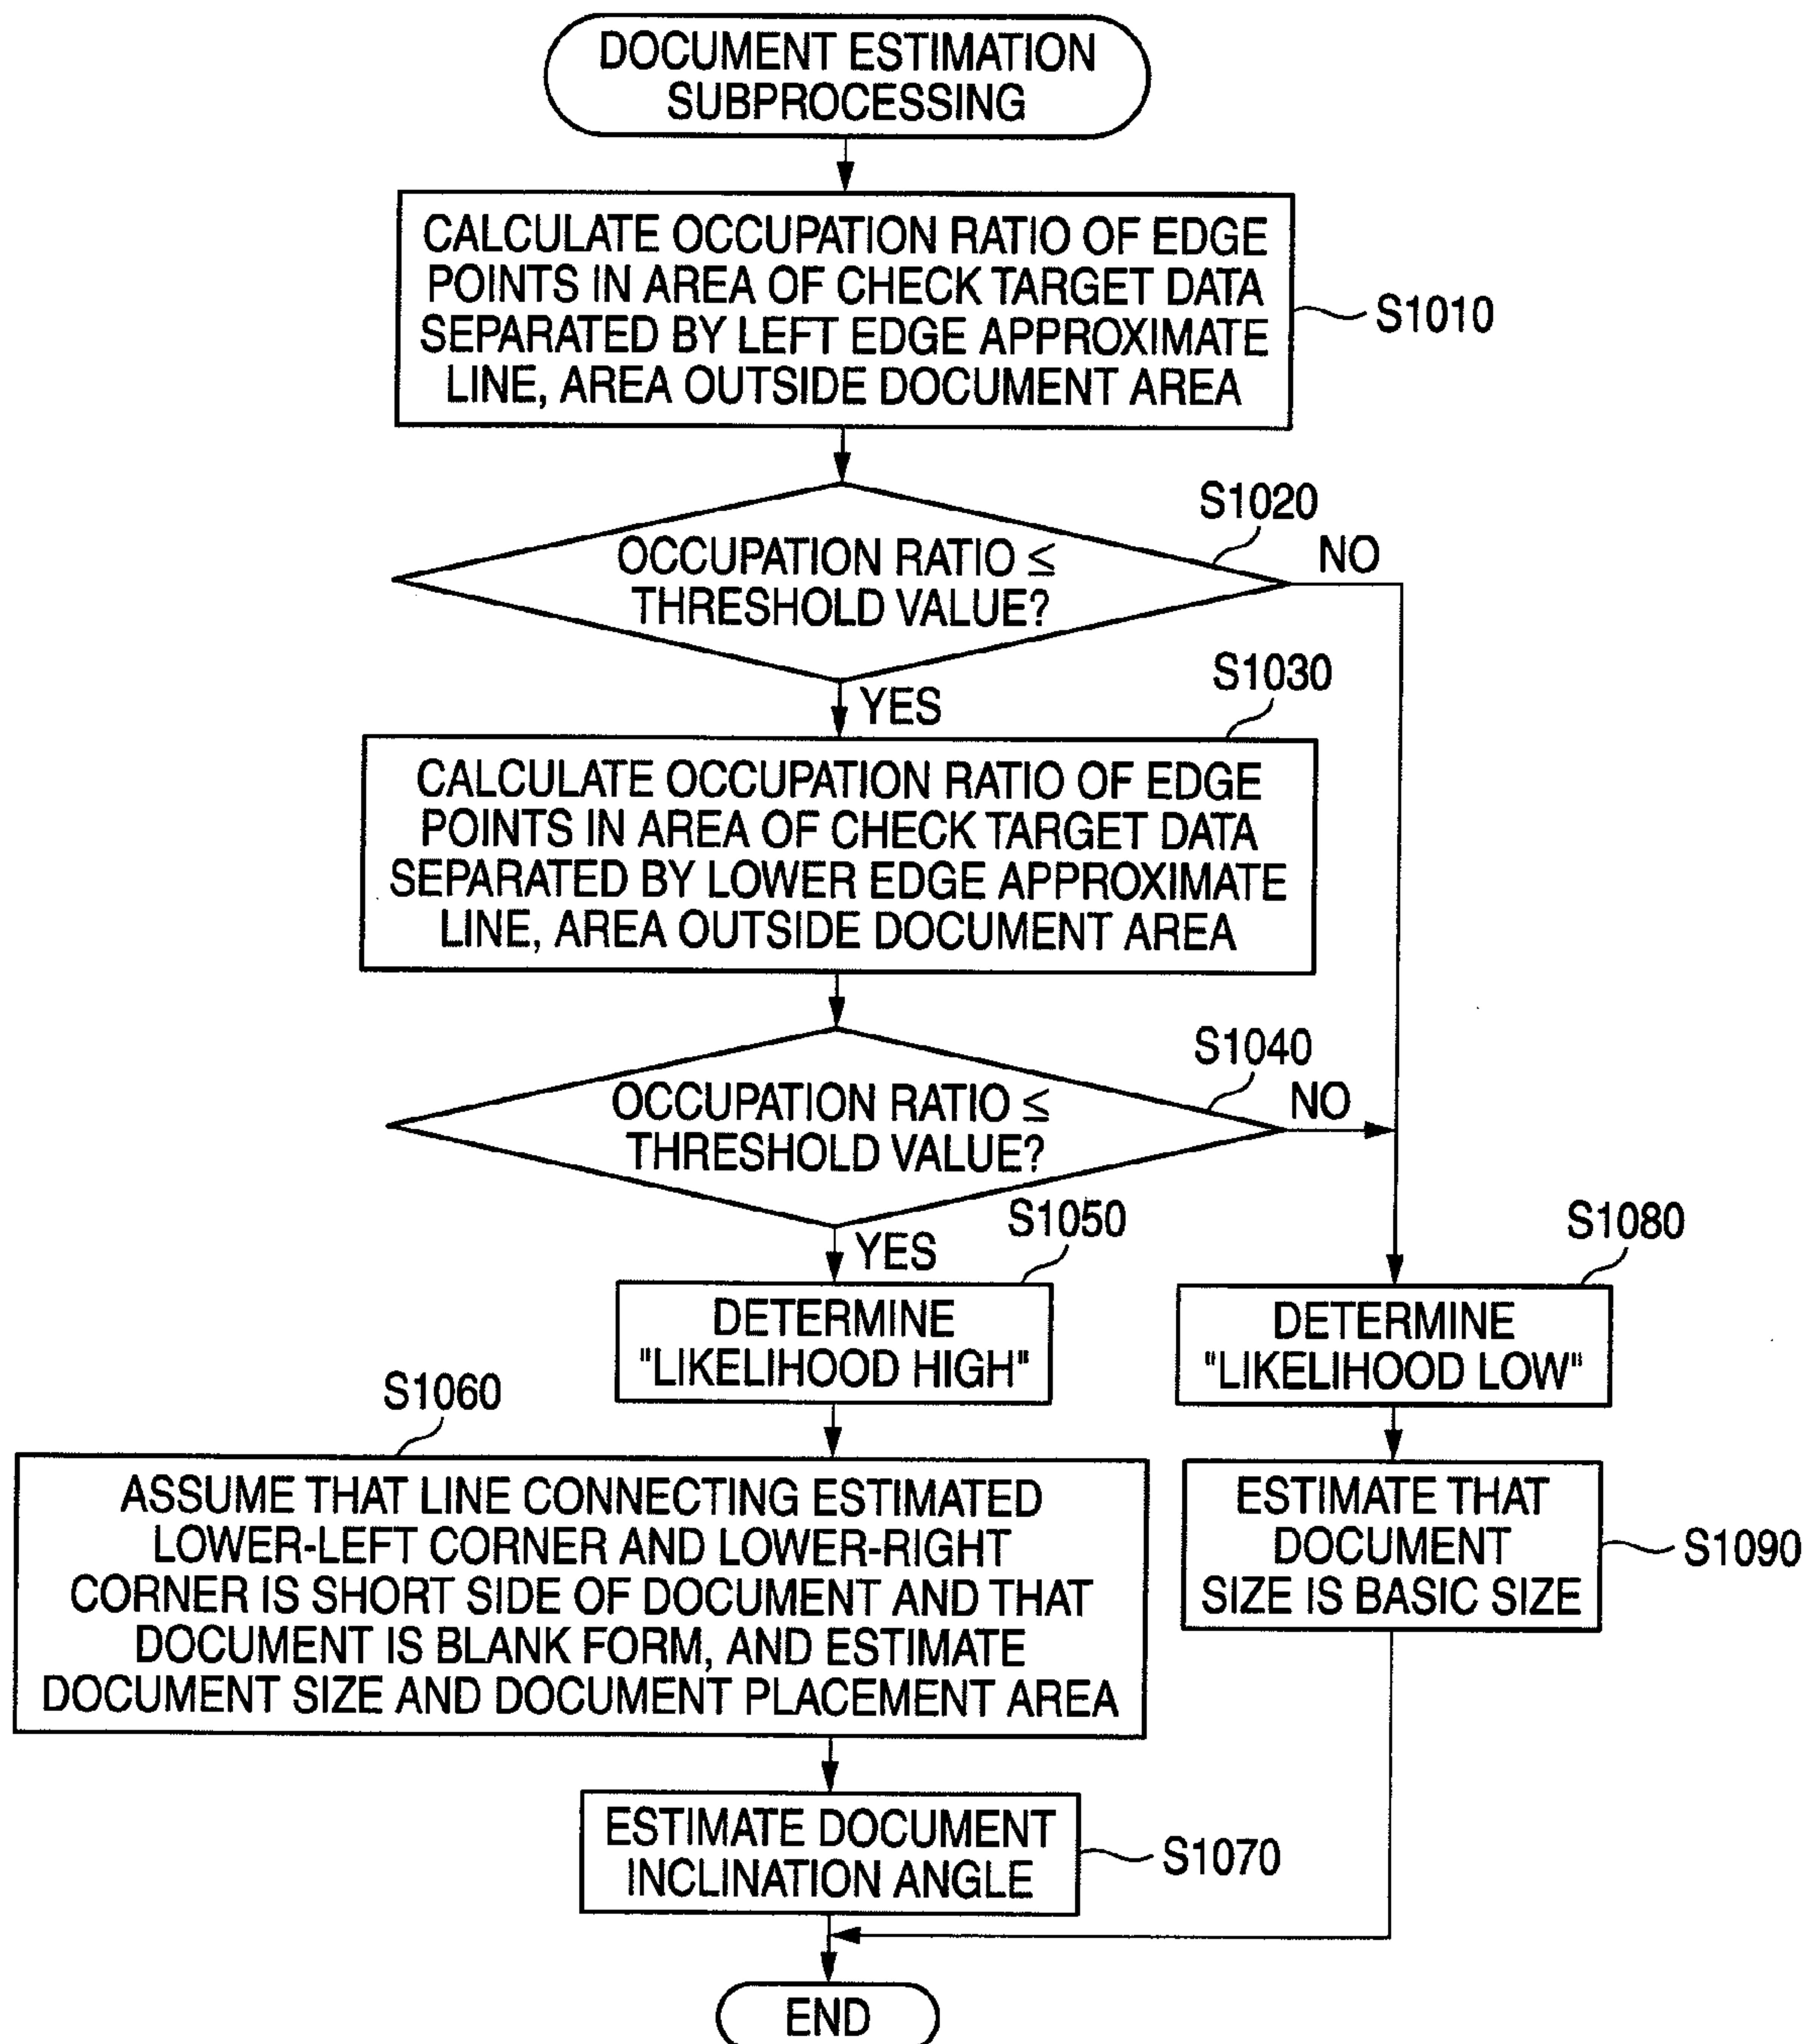 DOCUMENT ESTIMATION
SUBPROCESSING
CALCULATE OCCUPATION RATIO OF EDGE
POINTS IN AREA OF CHECK TARGET DATA
SEPARATED BY LEFT EDGE APPROXIMATE
LINE, AREA OUTSIDE DOCUMENT AREA
S1010
S1020
OCCUPATION RATIO ≤
THRESHOLD VALUE?
NO
YES
S1030
CALCULATE OCCUPATION RATIO OF EDGE
POINTS IN AREA OF CHECK TARGET DATA
SEPARATED BY LOWER EDGE APPROXIMATE
LINE, AREA OUTSIDE DOCUMENT AREA
S1040
OCCUPATION RATIO ≤
THRESHOLD VALUE?
NO
YES
S1050
DETERMINE
"LIKELIHOOD HIGH"
S1080
DETERMINE
"LIKELIHOOD LOW"
S1060
ASSUME THAT LINE CONNECTING ESTIMATED
LOWER-LEFT CORNER AND LOWER-RIGHT
CORNER IS SHORT SIDE OF DOCUMENT AND THAT
DOCUMENT IS BLANK FORM, AND ESTIMATE
DOCUMENT SIZE AND DOCUMENT PLACEMENT AREA
ESTIMATE THAT
DOCUMENT
SIZE IS BASIC SIZE
S1090
ESTIMATE DOCUMENT
INCLINATION ANGLE
S1070
END